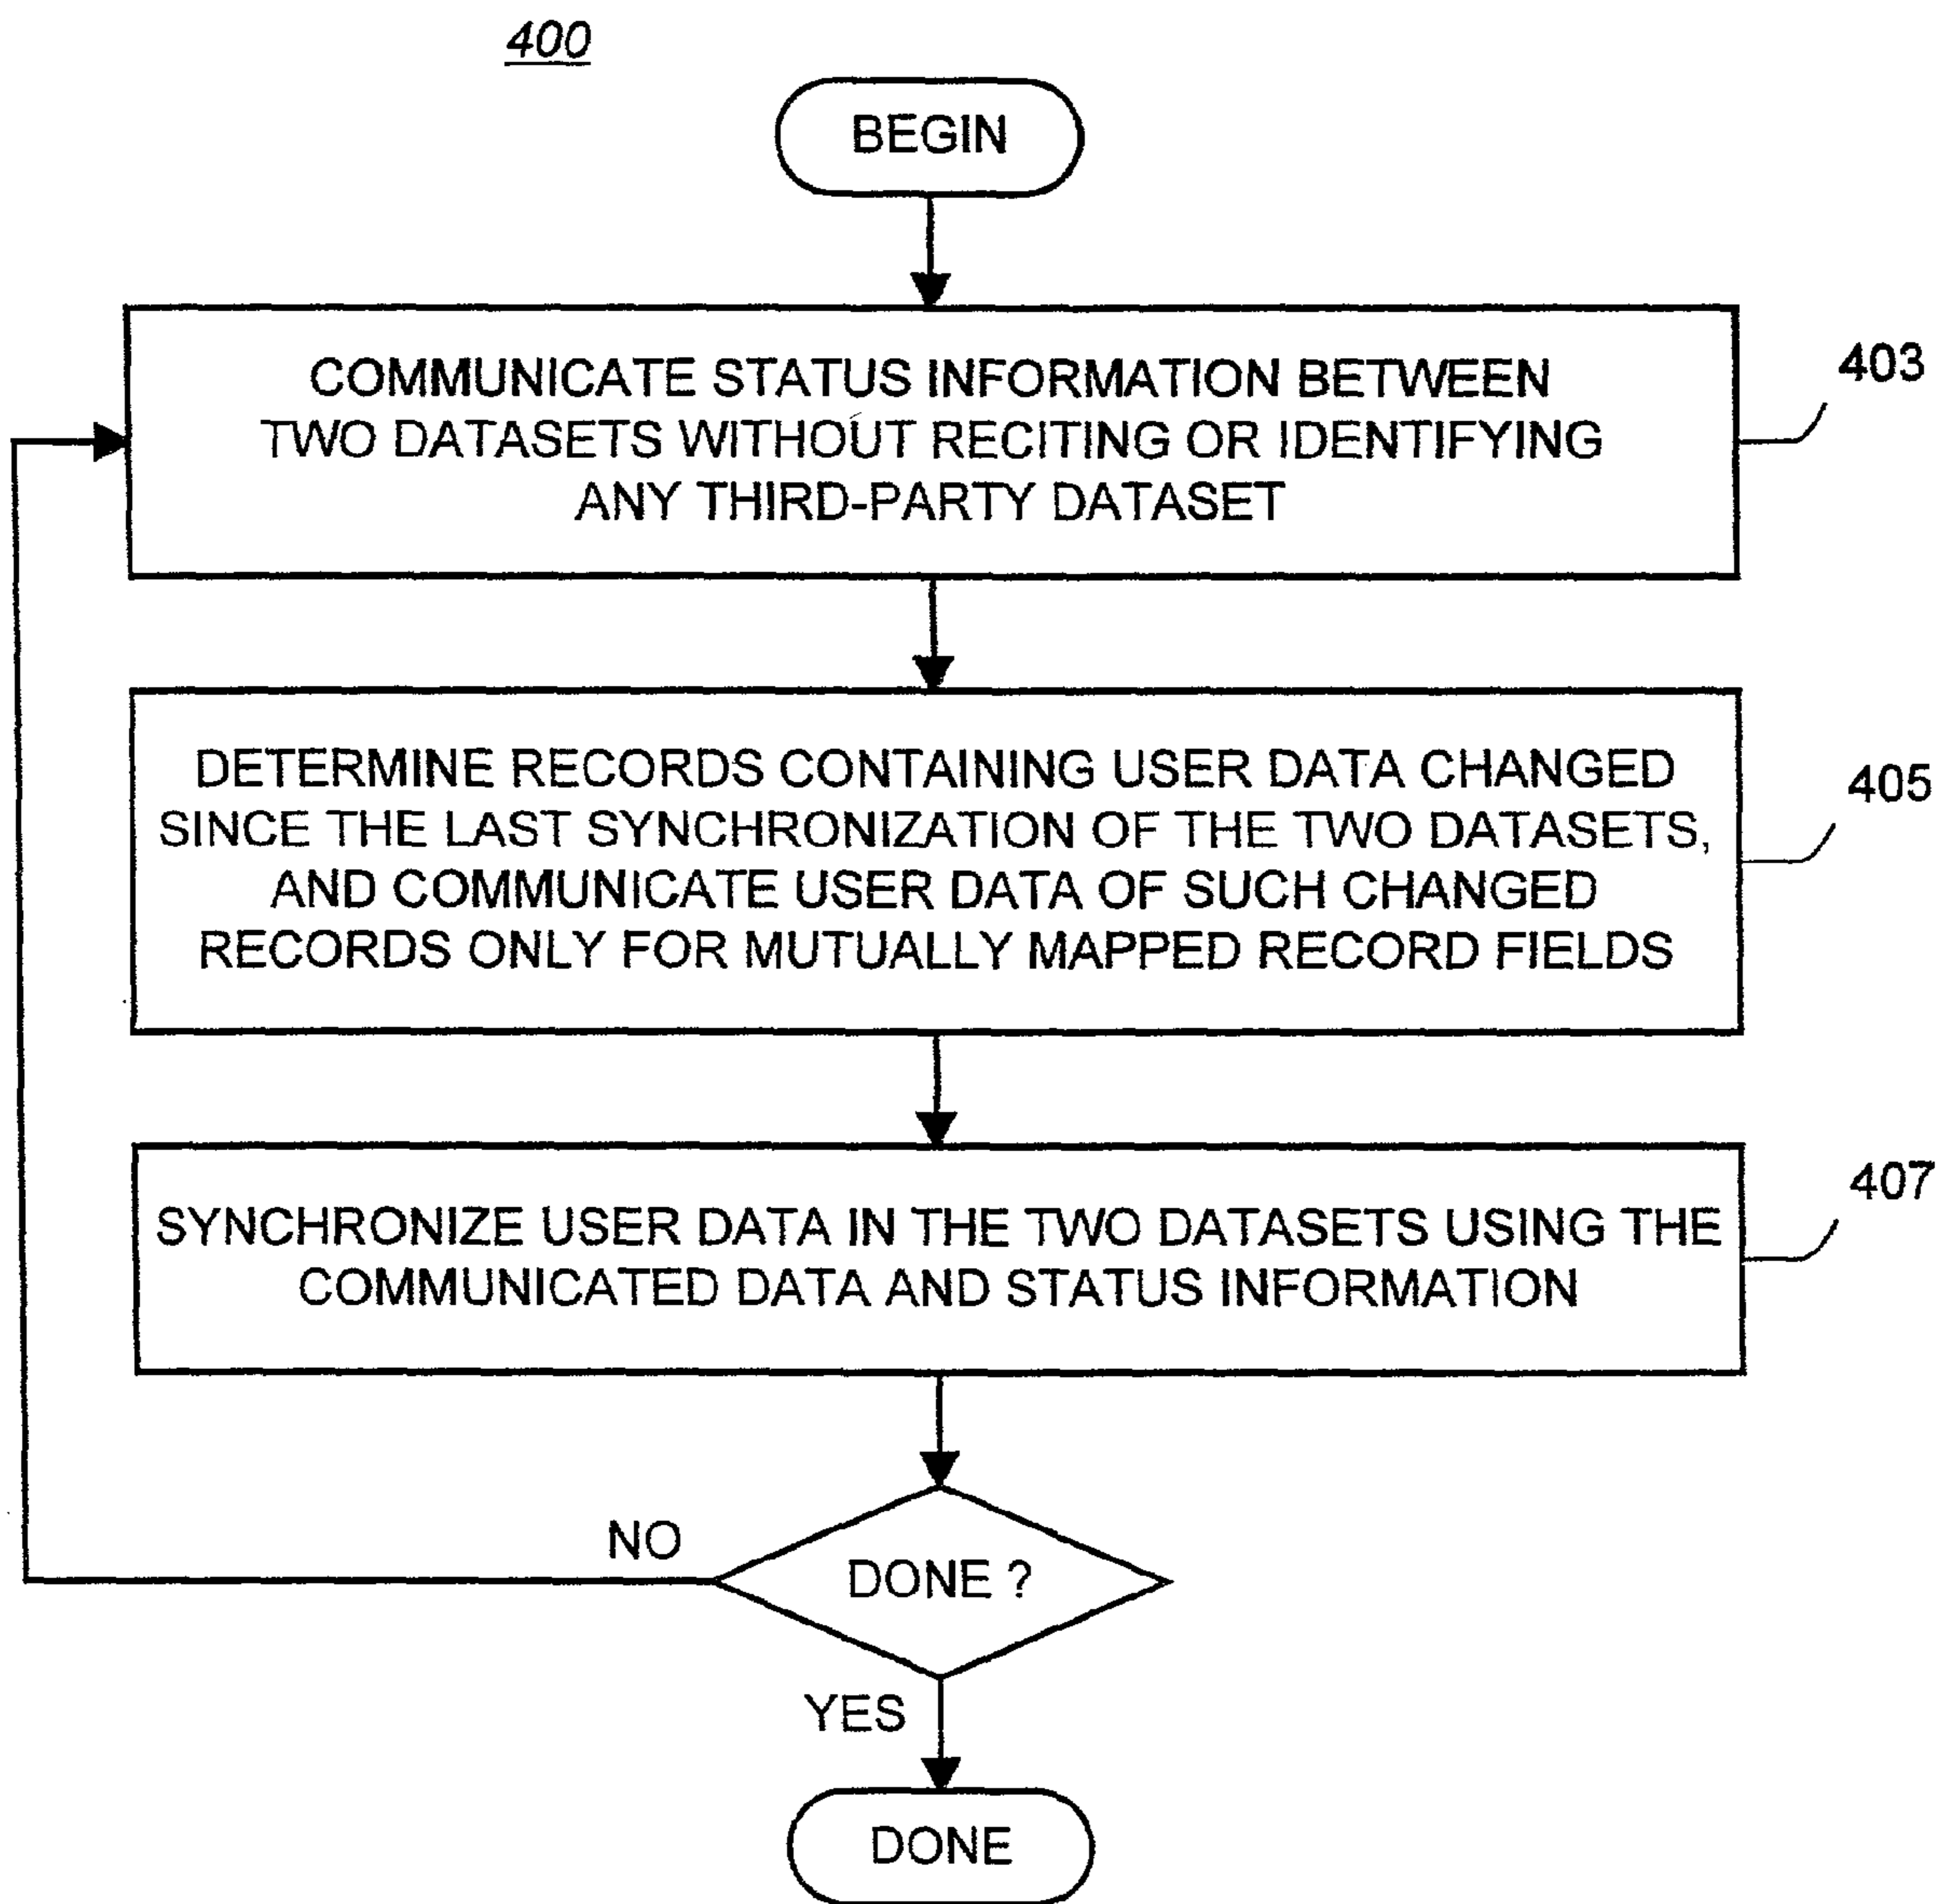 400
BEGIN
COMMUNICATE STATUS INFORMATION BETWEEN
TWO DATASETS WITHOUT RECITING OR IDENTIFYING
ANY THIRD-PARTY DATASET
403
DETERMINE RECORDS CONTAINING USER DATA CHANGED
SINCE THE LAST SYNCHRONIZATION OF THE TWO DATASETS,
AND COMMUNICATE USER DATA OF SUCH CHANGED
RECORDS ONLY FOR MUTUALLY MAPPED RECORD FIELDS
405
SYNCHRONIZE USER DATA IN THE TWO DATASETS USING THE
COMMUNICATED DATA AND STATUS INFORMATION
407
NO
DONE ?
YES
DONE